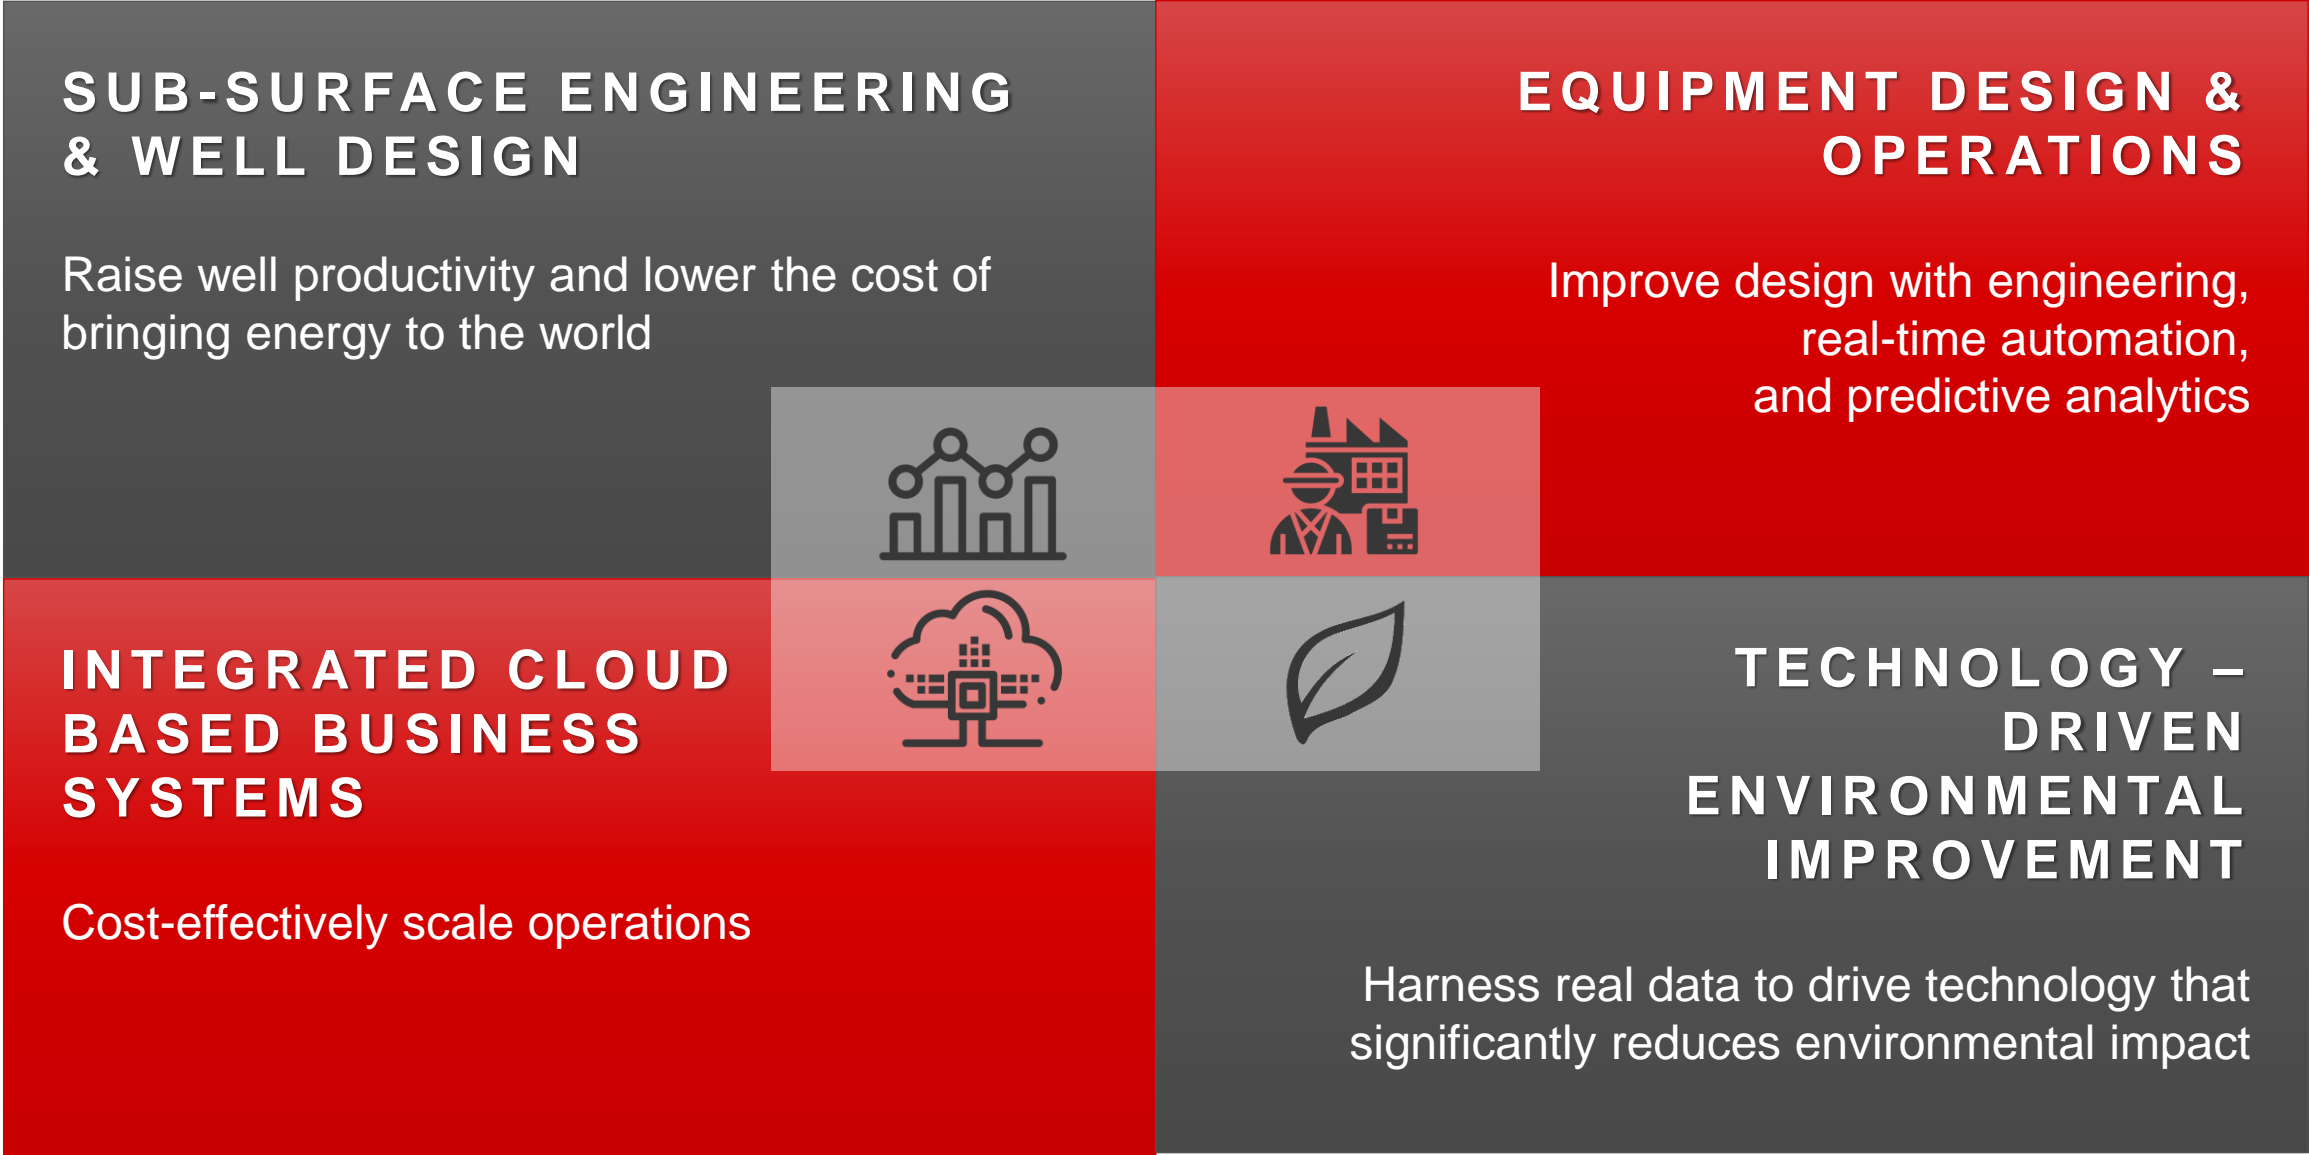 SUB-SURFACE ENGINEERING
& WELL DESIGN
Raise well productivity and lower the cost of
bringing energy to the world
EQUIPMENT DESIGN &
OPERATIONS
Improve design with engineering,
real-time automation,
and predictive analytics
INTEGRATED CLOUD
BASED BUSINESS
SYSTEMS
Cost-effectively scale operations
TECHNOLOGY –
DRIVEN
ENVIRONMENTAL
IMPROVEMENT
Harness real data to drive technology that
significantly reduces environmental impact